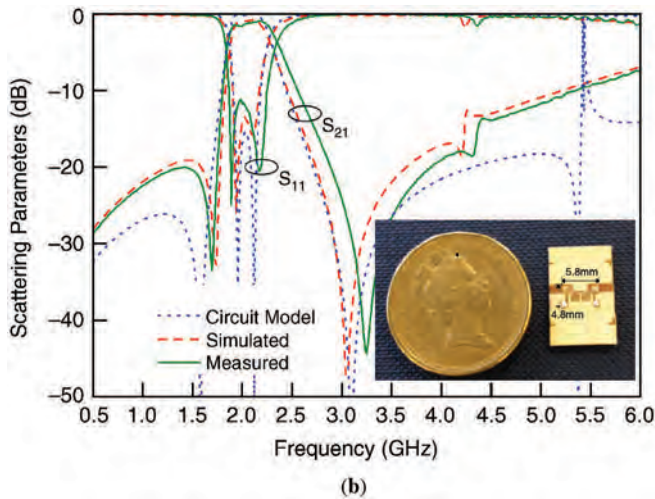 Scattering Parameters (dB)
0
–10
–20
–30
–40
–50
S21
S11
Circuit Model
Simulated
Measured
5.8mm
4.8mm
0.5 1.0 1.5 2.0 2.5 3.0 3.5 4.0 4.5 5.0 5.5 6.0
Frequency (GHz)
(b)